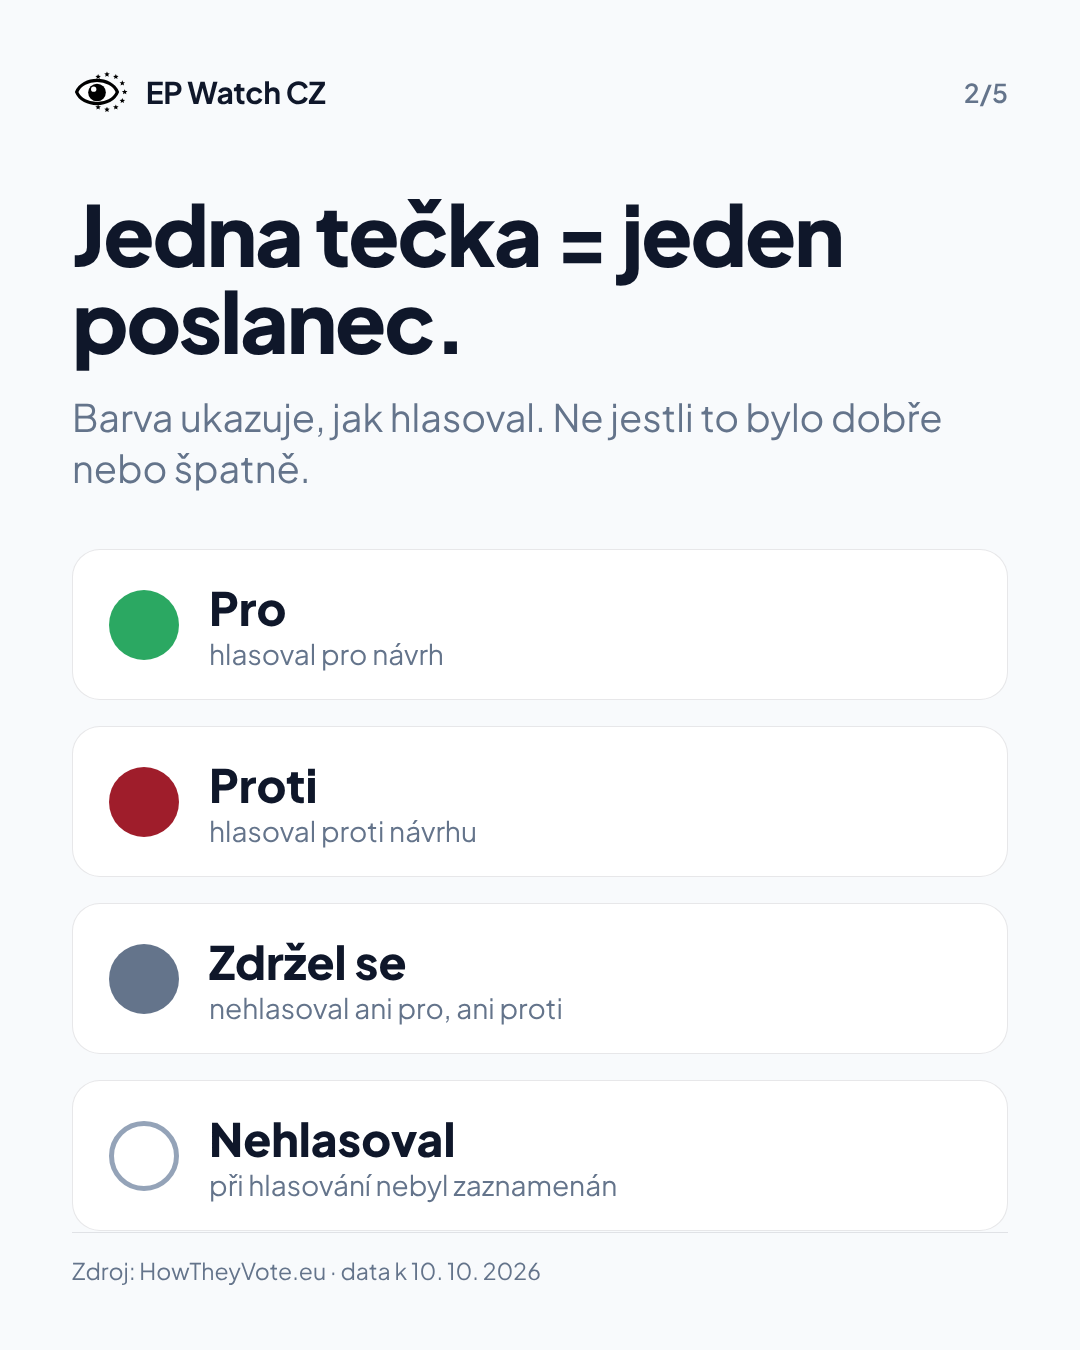 EP Watch CZ
2/5
Jedna tečka = jeden
poslanec.
Barva ukazuje, jak hlasoval. Ne jestli to bylo dobře
nebo špatně.
Pro
hlasoval pro návrh
Proti
hlasoval proti návrhu
Zdržel se
nehlasoval ani pro, ani proti
Nehlasoval
při hlasování nebyl zaznamenán
Zdroj: HowTheyVote.eu · data k 10. 10. 2026